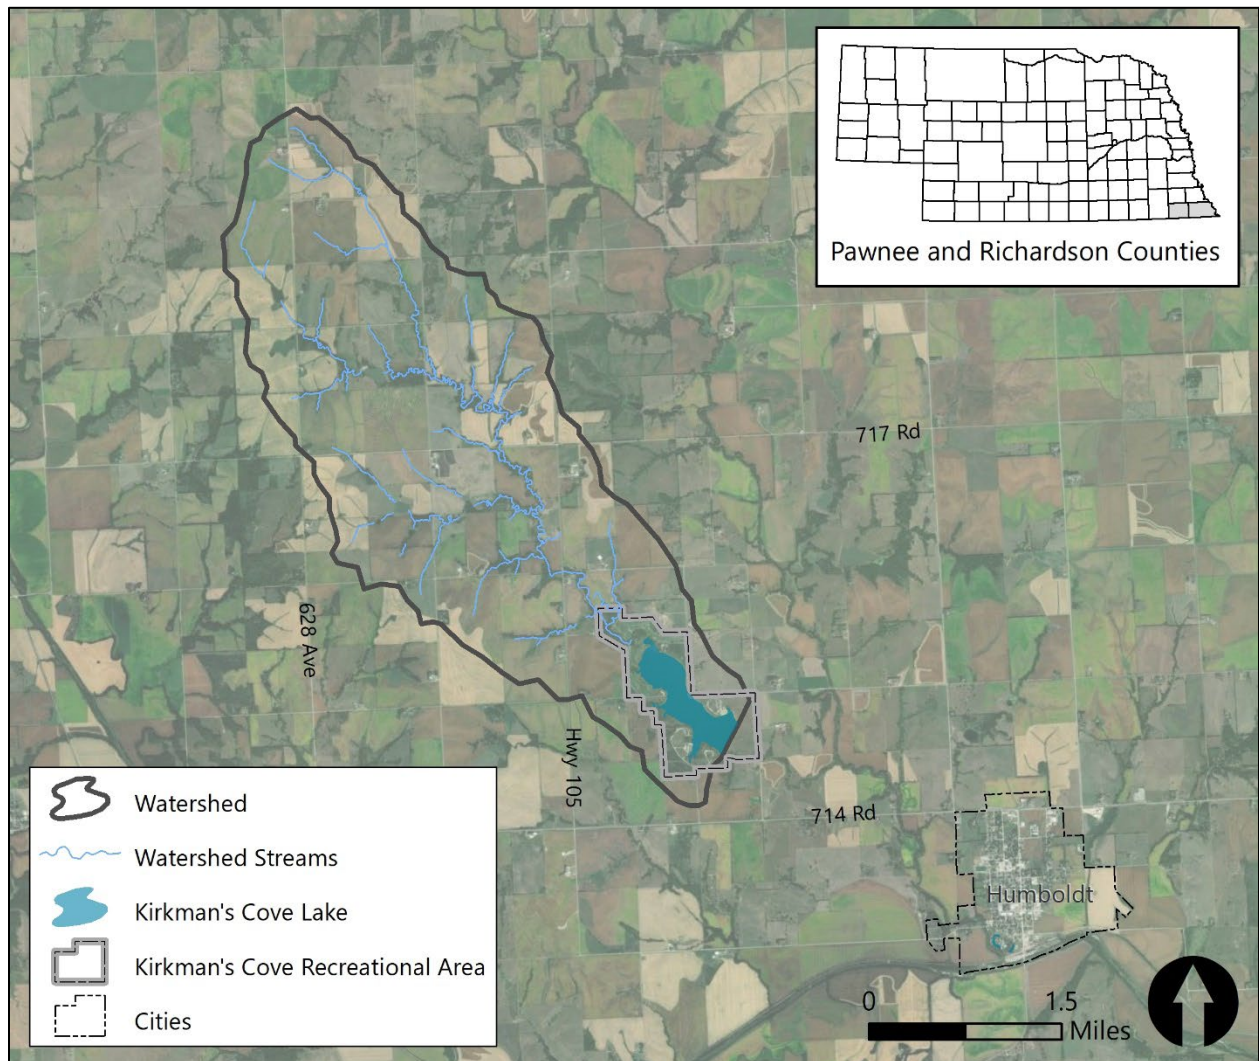 Pawnee and Richardson Counties
717 Rd
628 Ave
Hwy 105
714 Rd
Humboldt
Watershed
Watershed Streams
Kirkman's Cove Lake
Kirkman's Cove Recreational Area
Cities
0 1.5
Miles